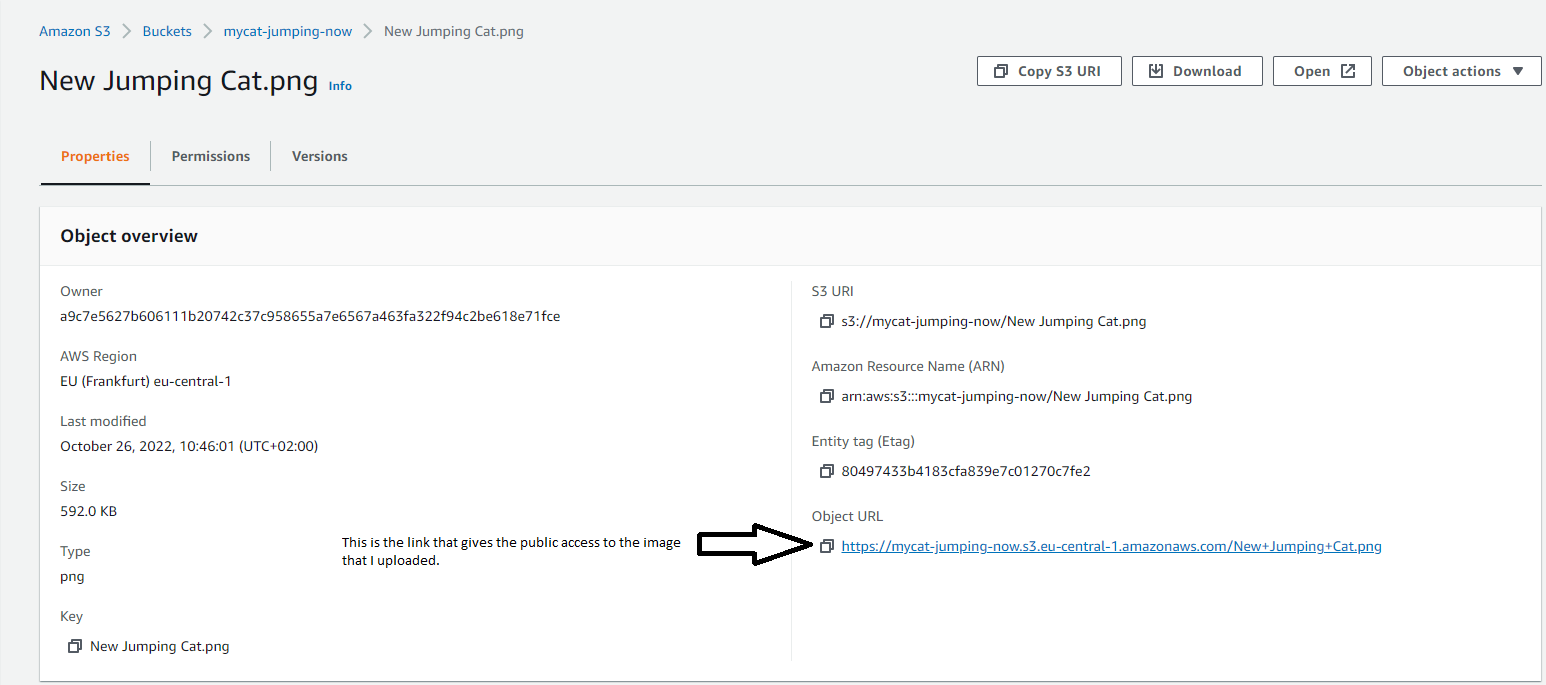 Amazon S3 > Buckets > mycat-jumping-now > New Jumping Cat.png
New Jumping Cat.png Info
Copy S3 URI Download Open Object actions
Properties Permissions Versions
Object overview
Owner
a9c7e5627b606111b20742c37c958655a7e6567a463fa322f94c2be618e71fce
AWS Region
EU (Frankfurt) eu-central-1
Last modified
October 26, 2022, 10:46:01 (UTC+02:00)
Size
592.0 KB
Type
png
Key
New Jumping Cat.png
This is the link that gives the public access to the image
that I uploaded.
S3 URI
s3://mycat-jumping-now/New Jumping Cat.png
Amazon Resource Name (ARN)
arn:aws:s3:::mycat-jumping-now/New Jumping Cat.png
Entity tag (Etag)
80497433b4183cfa839e7c01270c7fe2
Object URL
https://mycat-jumping-now.s3.eu-central-1.amazonaws.com/New+Jumping+Cat.png